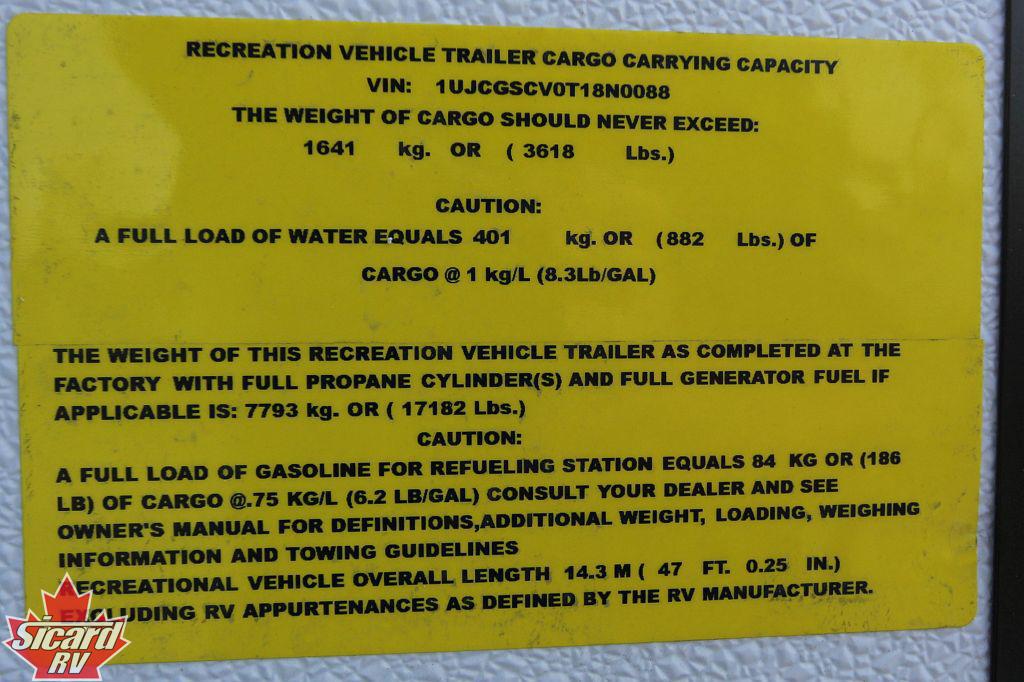 RECREATION VEHICLE TRAILER CARGO CARRYING CAPACITY
VIN: 1UJCGSCV0T18N0088
THE WEIGHT OF CARGO SHOULD NEVER EXCEED:
1641 kg. OR ( 3618 Lbs.)
CAUTION:
A FULL LOAD OF WATER EQUALS 401 kg. OR (882 Lbs.) OF
CARGO @ 1 kg/L (8.3Lb/GAL)
THE WEIGHT OF THIS RECREATION VEHICLE TRAILER AS COMPLETED AT THE
FACTORY WITH FULL PROPANE CYLINDER(S) AND FULL GENERATOR FUEL IF
APPLICABLE IS: 7793 kg. OR ( 17182 Lbs.)
CAUTION:
A FULL LOAD OF GASOLINE FOR REFUELING STATION EQUALS 84 KG OR (186
LB) OF CARGO @.75 KG/L (6.2 LB/GAL) CONSULT YOUR DEALER AND SEE
OWNER'S MANUAL FOR DEFINITIONS,ADDITIONAL WEIGHT, LOADING, WEIGHING
INFORMATION AND TOWING GUIDELINES
RECREATIONAL VEHICLE OVERALL LENGTH 14.3 M ( 47 FT. 0.25 IN.)
EXCLUDING RV APPURTENANCES AS DEFINED BY THE RV MANUFACTURER.
Sicard
RV